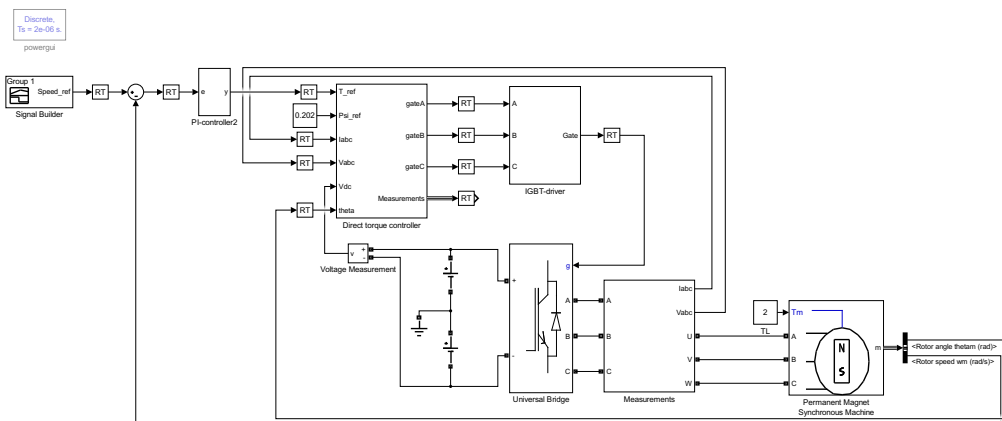 Discrete,
Ts = 2e-06 s.
powergui
Group 1
Speed_ref
Signal Builder
RT
+
-
RT
e
y
PI-controller2
RT
0.202
RT
RT
RT
T_ref
Psi_ref
Iabc
Vabc
Vdc
theta
gateA
gateB
gateC
Measurements
Direct torque controller
RT
RT
RT
RT
A
B
C
Gate
IGBT-driver
RT
v
+
-
Voltage Measurement
+
+
g
+
-
A
B
C
Universal Bridge
A
B
C
Iabc
Vabc
U
V
W
Measurements
2
TL
Tm
A
B
C
N
S
m
Permanent Magnet
Synchronous Machine
<Rotor angle thetam (rad)>
<Rotor speed wm (rad/s)>